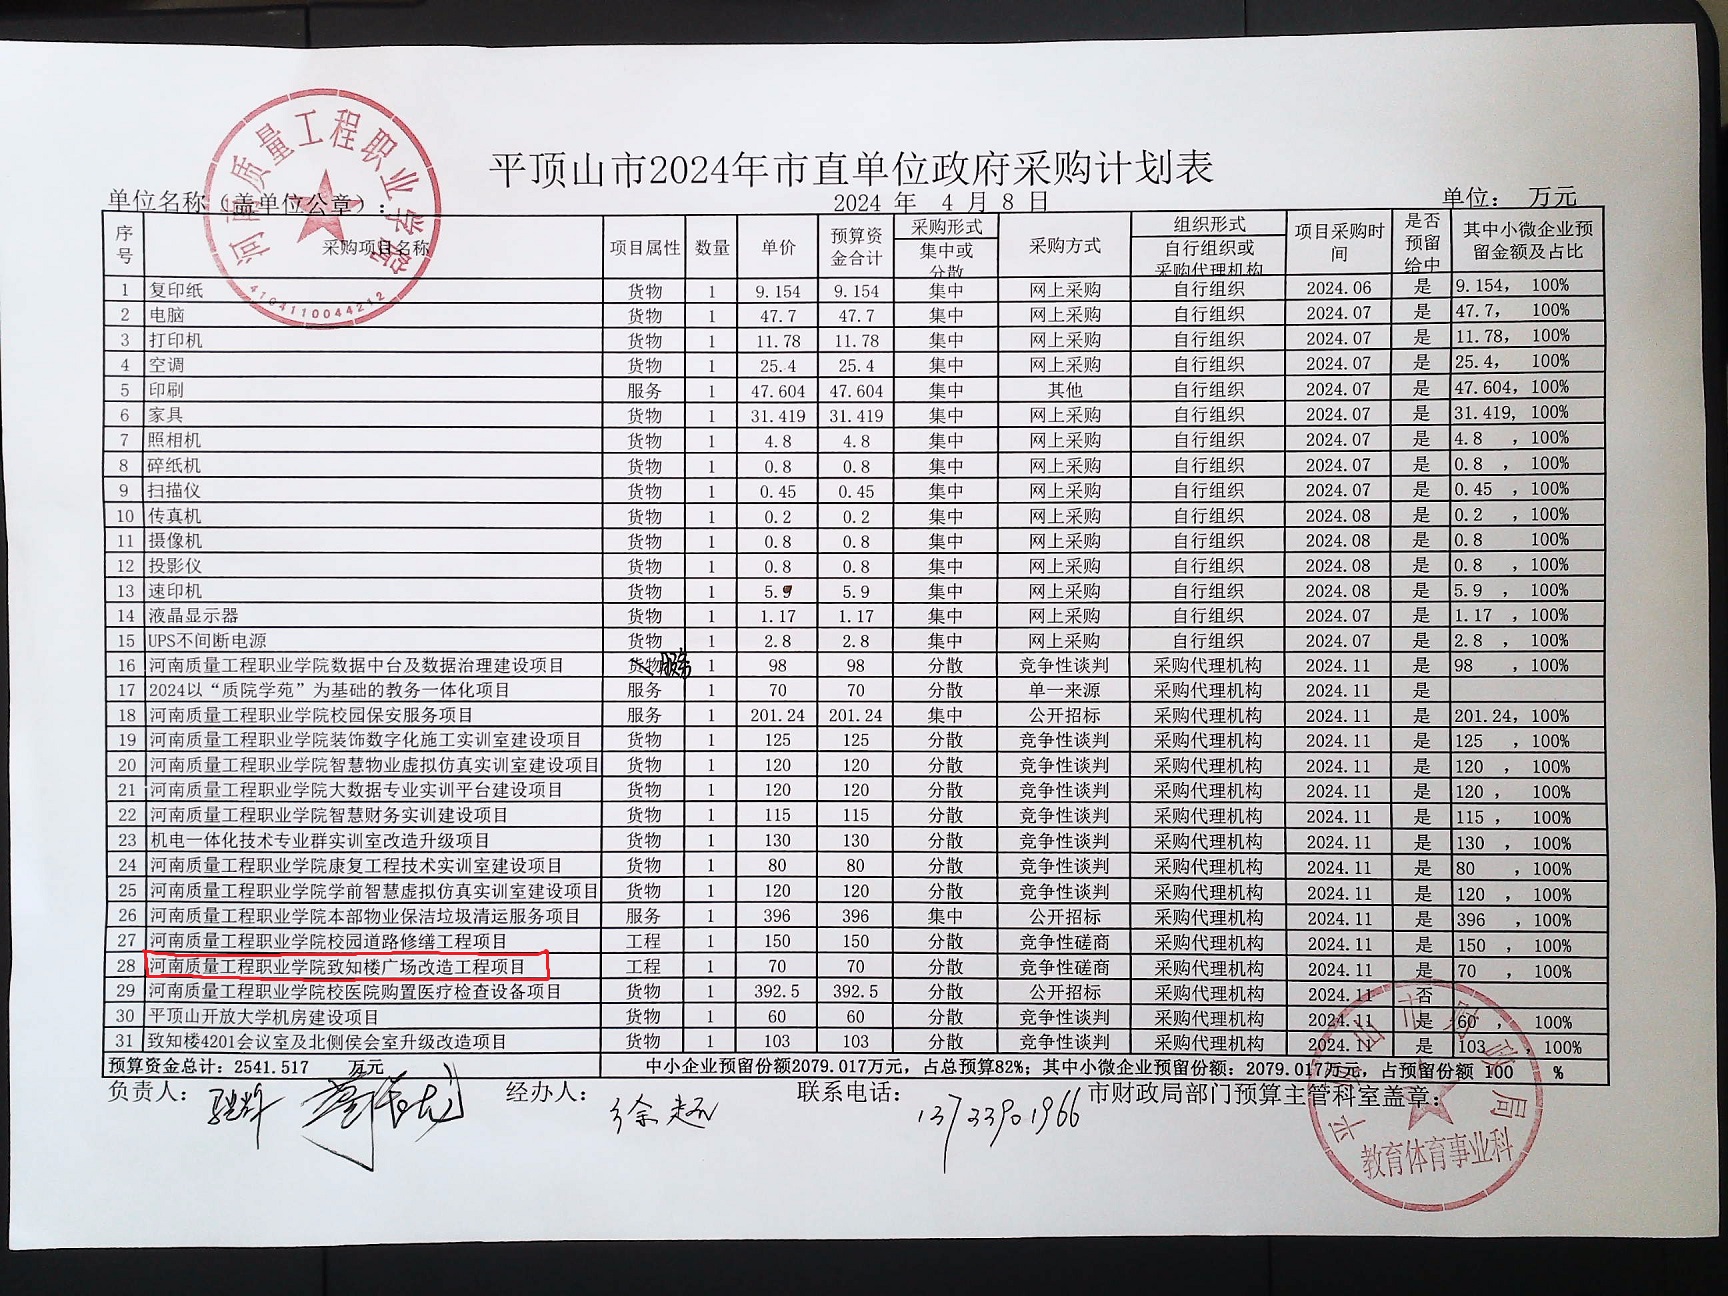 河南质量工程职业学院
4104110044212
平顶山市2024年市直单位政府采购计划表
单位名称（盖单位公章）： 2024 年 4 月 8 日 单位： 万元
序号 采购项目名称 项目属性 数量 单价 预算资金合计 采购形式 集中或分散 采购方式 组织形式 自行组织或采购代理机构 项目采购时间 是否预留给中 其中小微企业预留金额及占比
1 复印纸 货物 1 9.154 9.154 集中 网上采购 自行组织 2024.06 是 9.154， 100%
2 电脑 货物 1 47.7 47.7 集中 网上采购 自行组织 2024.07 是 47.7， 100%
3 打印机 货物 1 11.78 11.78 集中 网上采购 自行组织 2024.07 是 11.78， 100%
4 空调 货物 1 25.4 25.4 集中 网上采购 自行组织 2024.07 是 25.4， 100%
5 印刷 服务 1 47.604 47.604 集中 其他 自行组织 2024.07 是 47.604，100%
6 家具 货物 1 31.419 31.419 集中 网上采购 自行组织 2024.07 是 31.419，100%
7 照相机 货物 1 4.8 4.8 集中 网上采购 自行组织 2024.07 是 4.8 ，100%
8 碎纸机 货物 1 0.8 0.8 集中 网上采购 自行组织 2024.07 是 0.8 ，100%
9 扫描仪 货物 1 0.45 0.45 集中 网上采购 自行组织 2024.07 是 0.45 ，100%
10 传真机 货物 1 0.2 0.2 集中 网上采购 自行组织 2024.08 是 0.2 ，100%
11 摄像机 货物 1 0.8 0.8 集中 网上采购 自行组织 2024.08 是 0.8 100%
12 投影仪 货物 1 0.8 0.8 集中 网上采购 自行组织 2024.08 是 0.8 ，100%
13 速印机 货物 1 5.9 5.9 集中 网上采购 自行组织 2024.08 是 5.9 ，100%
14 液晶显示器 货物 1 1.17 1.17 集中 网上采购 自行组织 2024.07 是 1.17 ，100%
15 UPS不间断电源 货物 1 2.8 2.8 集中 网上采购 自行组织 2024.07 是 2.8 ，100%
16 河南质量工程职业学院数据中台及数据治理建设项目 货物 服务 1 98 98 分散 竞争性谈判 采购代理机构 2024.11 是 98 ，100%
17 2024以“质院学苑”为基础的教务一体化项目 服务 1 70 70 分散 单一来源 采购代理机构 2024.11 是
18 河南质量工程职业学院校园保安服务项目 服务 1 201.24 201.24 集中 公开招标 采购代理机构 2024.11 是 201.24，100%
19 河南质量工程职业学院装饰数字化施工实训室建设项目 货物 1 125 125 分散 竞争性谈判 采购代理机构 2024.11 是 125 ，100%
20 河南质量工程职业学院智慧物业虚拟仿真实训室建设项目 货物 1 120 120 分散 竞争性谈判 采购代理机构 2024.11 是 120 ， 100%
21 河南质量工程职业学院大数据专业实训平台建设项目 货物 1 120 120 分散 竞争性谈判 采购代理机构 2024.11 是 120 ， 100%
22 河南质量工程职业学院智慧财务实训建设项目 货物 1 115 115 分散 竞争性谈判 采购代理机构 2024.11 是 115 ， 100%
23 机电一体化技术专业群实训室改造升级项目 货物 1 130 130 分散 竞争性谈判 采购代理机构 2024.11 是 130 ，100%
24 河南质量工程职业学院康复工程技术实训室建设项目 货物 1 80 80 分散 竞争性谈判 采购代理机构 2024.11 是 80 ，100%
25 河南质量工程职业学院学前智慧虚拟仿真实训室建设项目 货物 1 120 120 分散 竞争性谈判 采购代理机构 2024.11 是 120 ，100%
26 河南质量工程职业学院本部物业保洁垃圾清运服务项目 服务 1 396 396 集中 公开招标 采购代理机构 2024.11 是 396 ，100%
27 河南质量工程职业学院校园道路修缮工程项目 工程 1 150 150 分散 竞争性磋商 采购代理机构 2024.11 是 150 ，100%
28 河南质量工程职业学院致知楼广场改造工程项目 工程 1 70 70 分散 竞争性磋商 采购代理机构 2024.11 是 70 ，100%
29 河南质量工程职业学院校医院购置医疗检查设备项目 货物 1 392.5 392.5 分散 公开招标 采购代理机构 2024.11 否
30 平顶山开放大学机房建设项目 货物 1 60 60 分散 竞争性谈判 采购代理机构 2024.11 是 60 ， 100%
31 致知楼4201会议室及北侧侯会室升级改造项目 货物 1 103 103 分散 竞争性谈判 采购代理机构 2024.11 是 103 100%
预算资金总计：2541.517 万元 中小企业预留份额2079.017万元，占总预算82%；其中小微企业预留份额：2079.017万元，占预留份额 100 %
负责人： 经办人： 徐超 联系电话： 13733901966 市财政局部门预算主管科室盖章：
平顶山市财政局
教育体育事业科